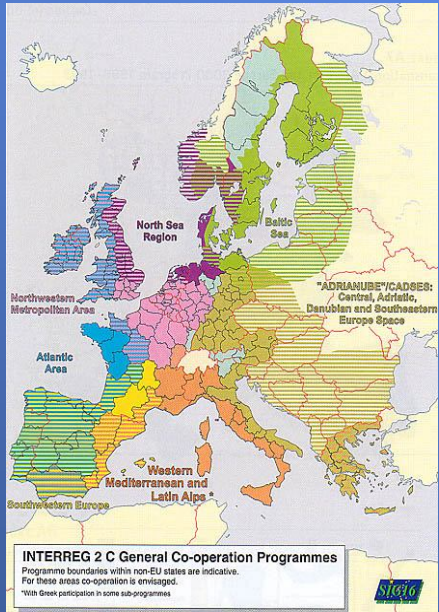 North Sea
Region
Baltic
Sea
"ADRIANUBE"/CADSES:
Central, Adriatic,
Danubian and Southeastern
Europe Space
Northwestern
Metropolitan Area
Atlantic
Area
Western
Mediterranean and
Latin Alps *
Southwestern Europe
INTERREG 2 C General Co-operation Programmes
Programme boundaries within non-EU states are indicative.
For these areas co-operation is envisaged.
*With Greek participation in some sub-programmes